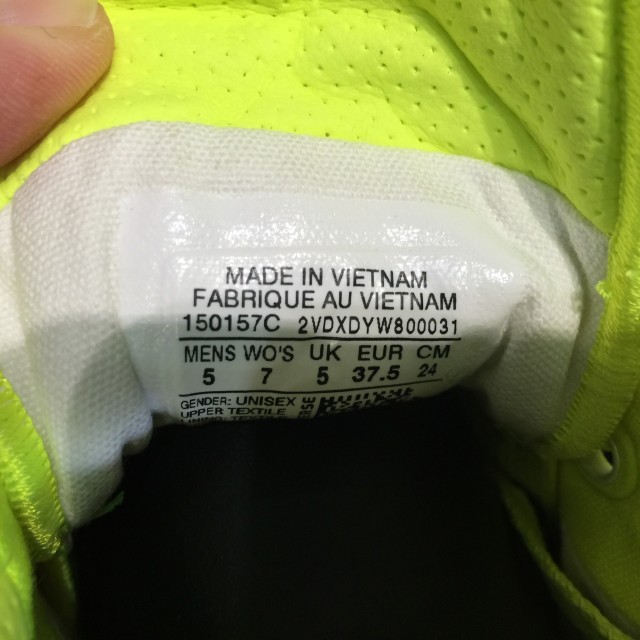 MADE IN VIETNAM
FABRIQUE AU VIETNAM
150157C 2VDXDYW800031
MENS WO'S UK EUR CM
5 7 5 37.5 24
GENDER: UNISEX
UPPER TEXTILE